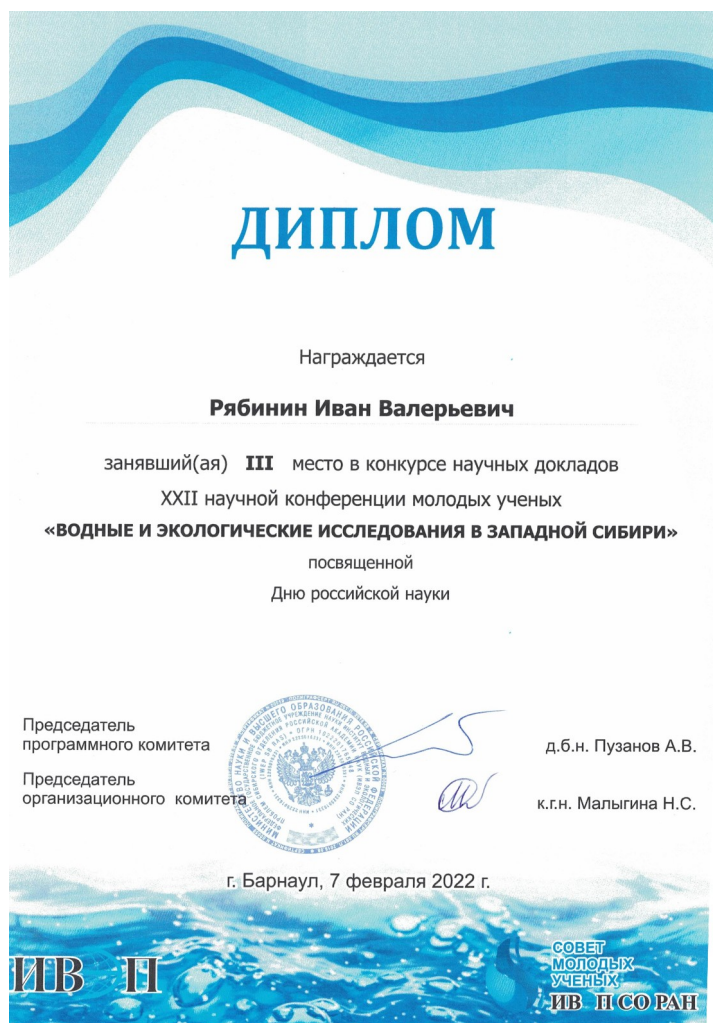 ДИПЛОМ
Награждается
Рябинин Иван Валерьевич
занявший(ая) III место в конкурсе научных докладов
XXII научной конференции молодых ученых
«ВОДНЫЕ И ЭКОЛОГИЧЕСКИЕ ИССЛЕДОВАНИЯ В ЗАПАДНОЙ СИБИРИ»
посвященной
Дню российской науки
Председатель
программного комитета
д.б.н. Пузанов А.В.
Председатель
организационного комитета
к.г.н. Малыгина Н.С.
г. Барнаул, 7 февраля 2022 г.
ИВ П
СОВЕТ
МОЛОДЫХ
УЧЕНЫХ
ИВ П СО РАН